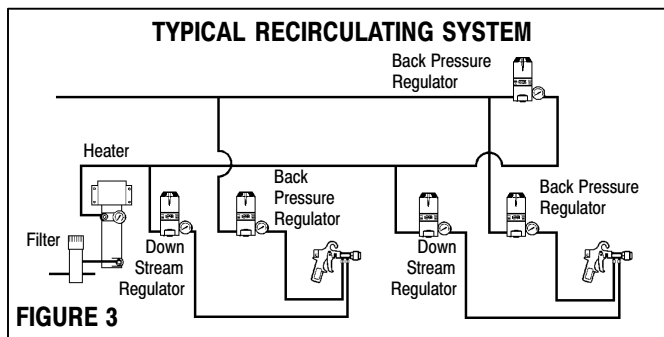 TYPICAL RECIRCULATING SYSTEM
Back Pressure
Regulator
Heater
Back
Pressure
Regulator
Back Pressure
Regulator
Filter
Down
Stream
Regulator
Down
Stream
Regulator
FIGURE 3